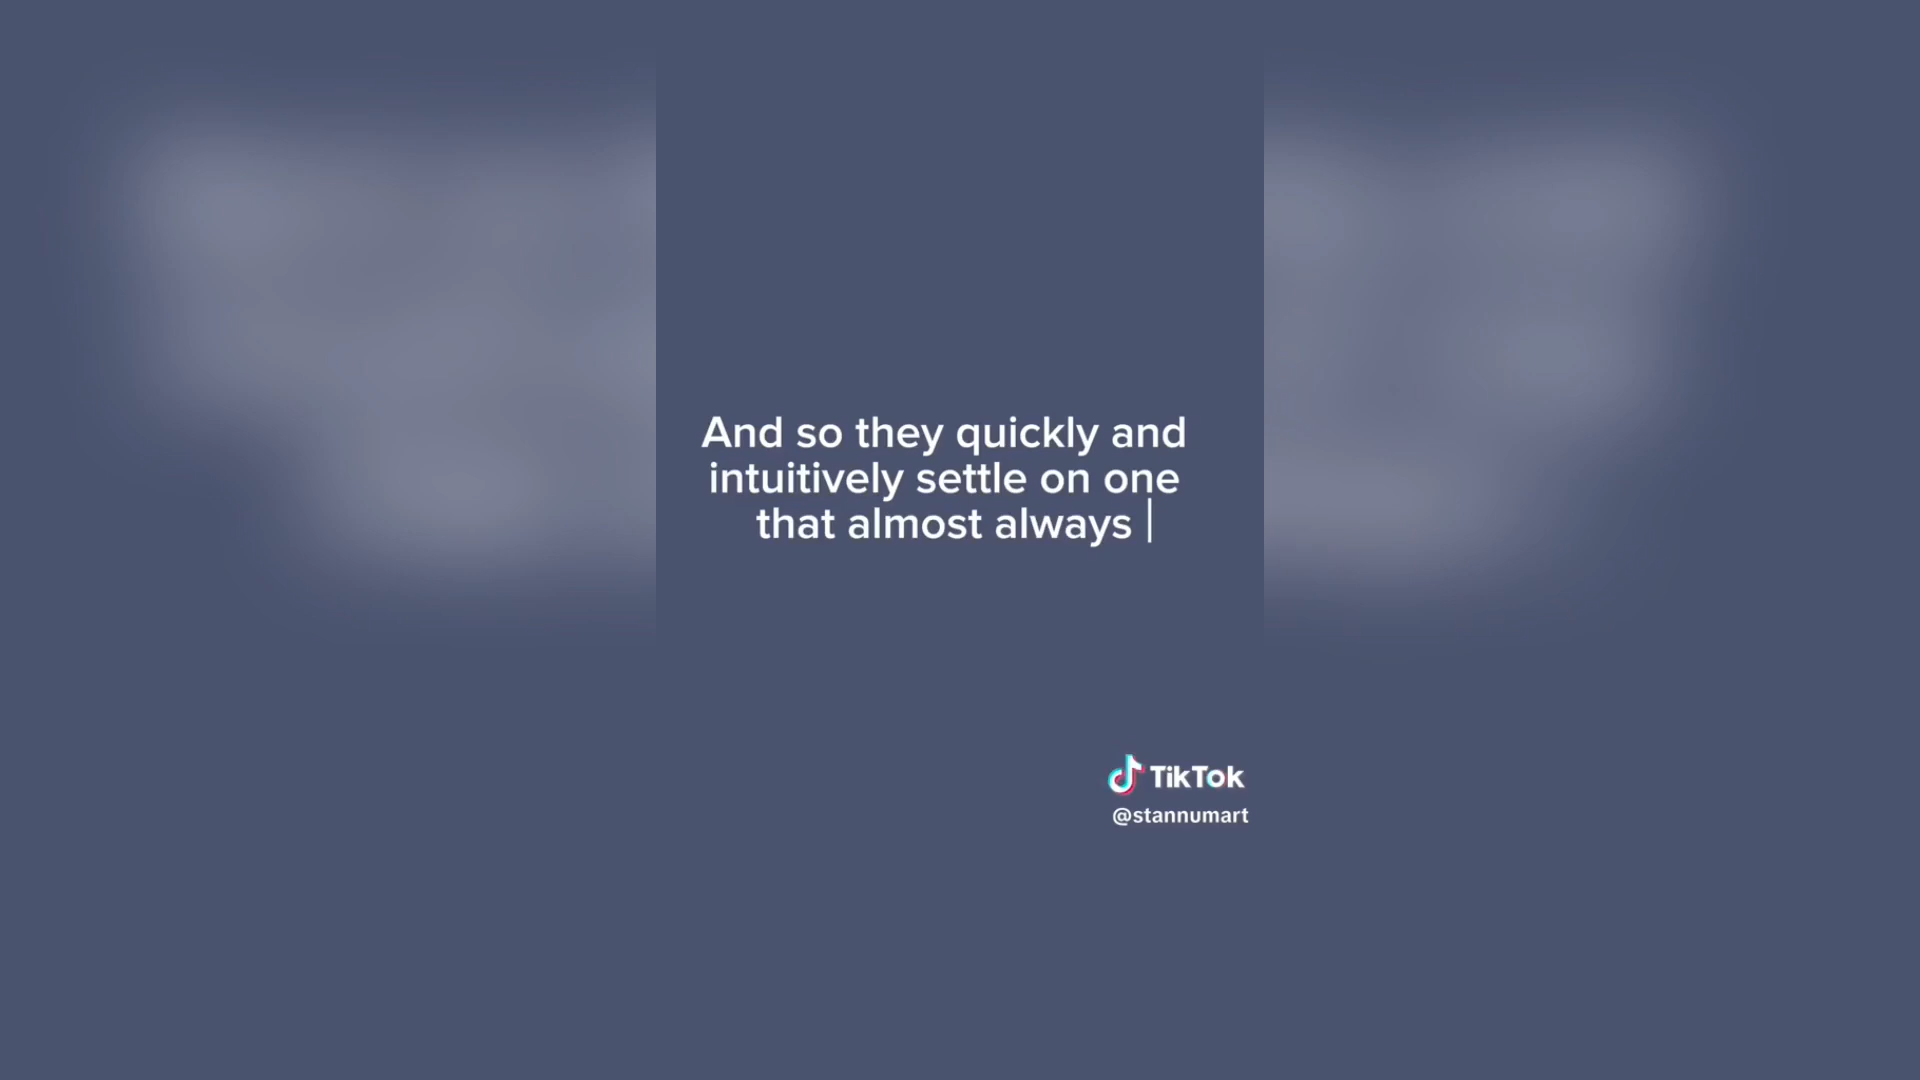 And so they quickly and
intuitively settle on one
that almost always
TikTok
@stannumart